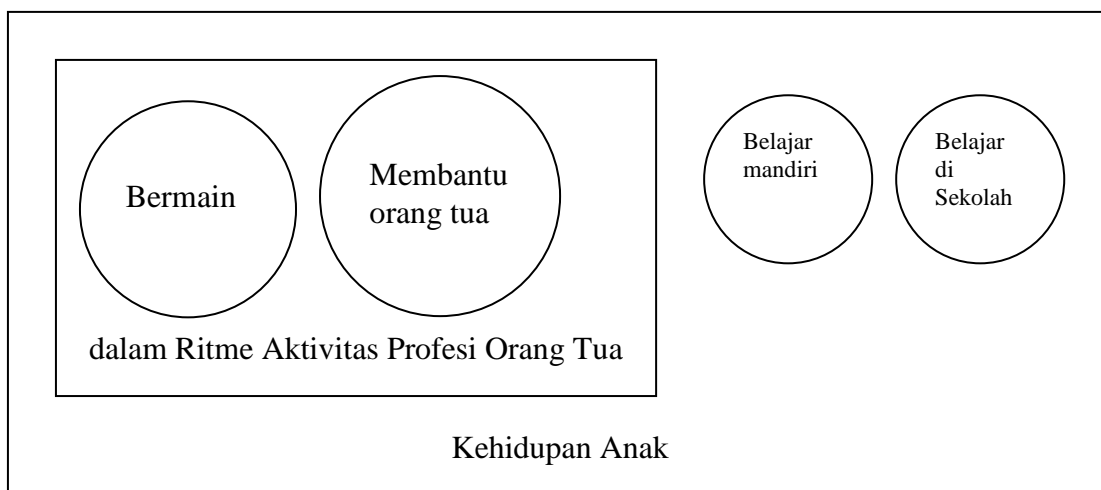 Bermain
Membantu
orang tua
Belajar
mandiri
Belajar
di
Sekolah
dalam Ritme Aktivitas Profesi Orang Tua
Kehidupan Anak